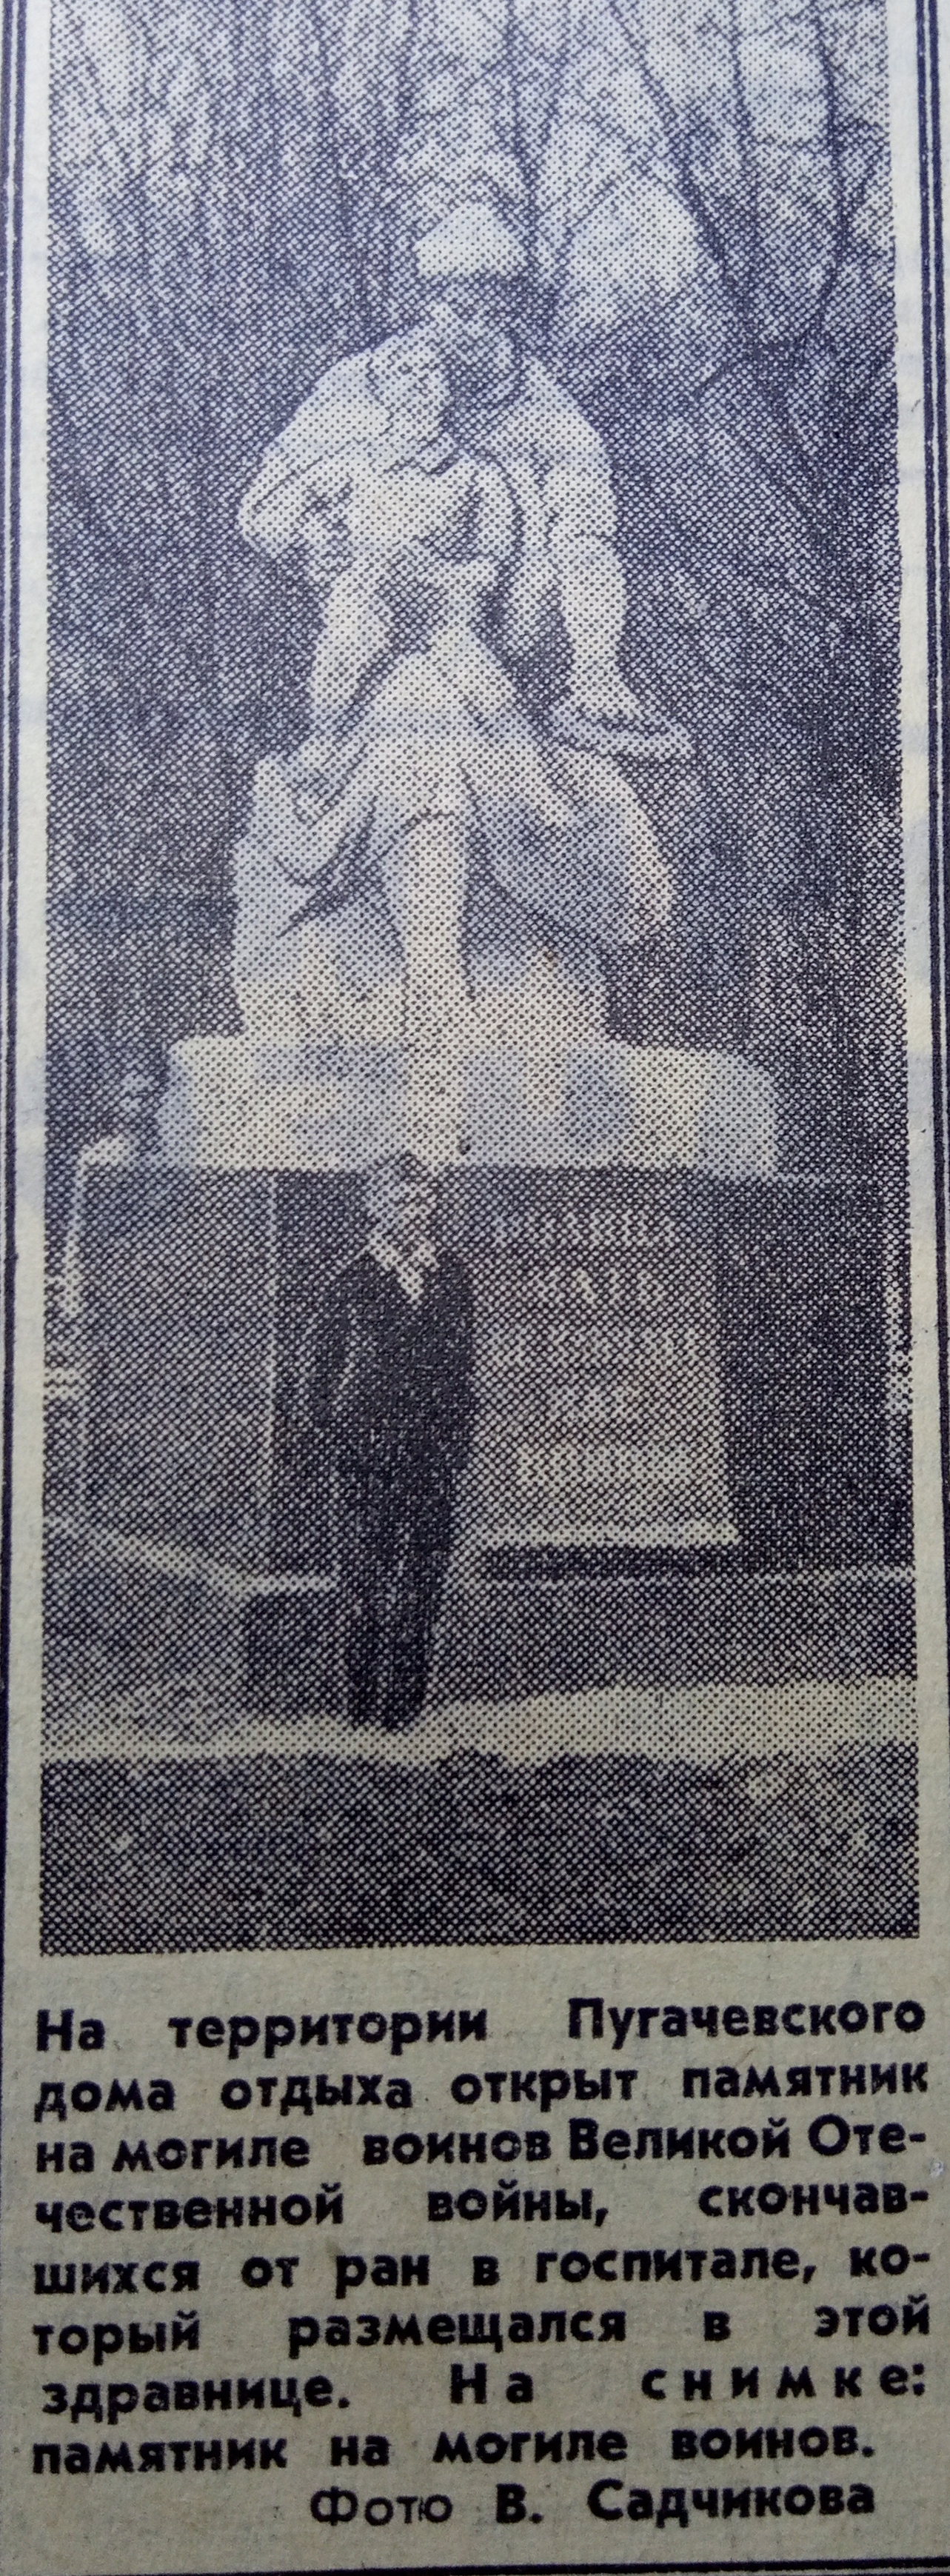 На территории Пугачевского
дома отдыха открыт памятник
на могиле воинов Великой Оте-
чественной войны, скончав-
шихся от ран в госпитале, ко-
торый размещался в этой
здравнице. На снимке:
памятник на могиле воинов.
Фото В. Садчикова